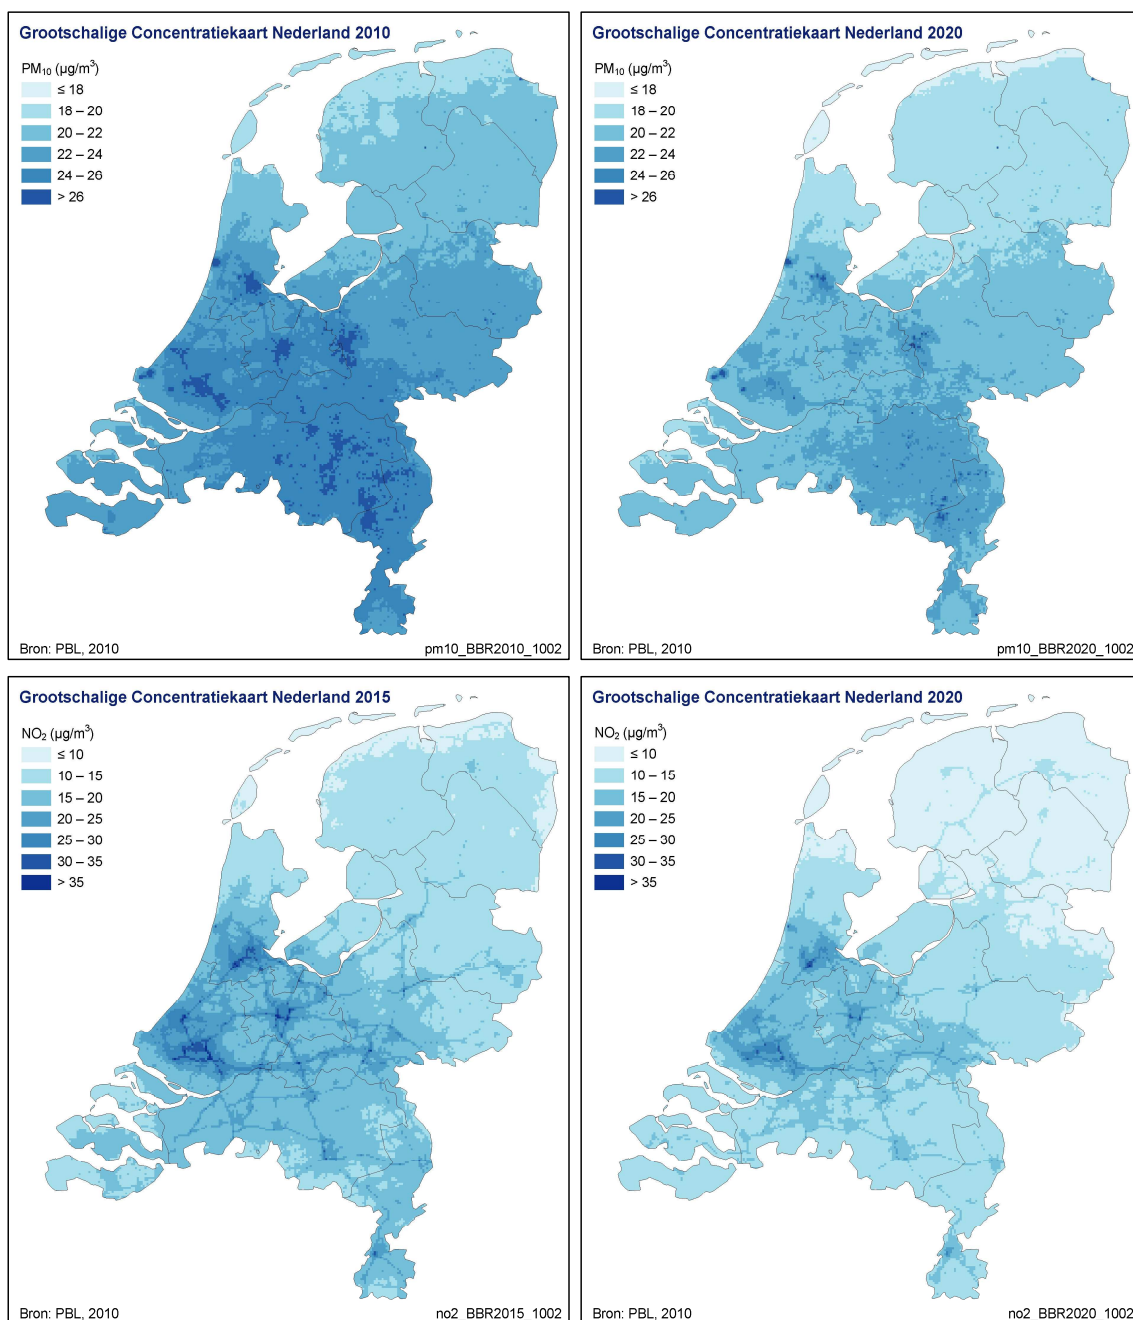 Grootschalige Concentratiekaart Nederland 2010
PM₁₀ (µg/m³)
≤ 18
18 – 20
20 – 22
22 – 24
24 – 26
> 26
Bron: PBL, 2010
pm10_BBR2010_1002
Grootschalige Concentratiekaart Nederland 2020
PM₁₀ (µg/m³)
≤ 18
18 – 20
20 – 22
22 – 24
24 – 26
> 26
Bron: PBL, 2010
pm10_BBR2020_1002
Grootschalige Concentratiekaart Nederland 2015
NO₂ (µg/m³)
≤ 10
10 – 15
15 – 20
20 – 25
25 – 30
30 – 35
> 35
Bron: PBL, 2010
no2_BBR2015_1002
Grootschalige Concentratiekaart Nederland 2020
NO₂ (µg/m³)
≤ 10
10 – 15
15 – 20
20 – 25
25 – 30
30 – 35
> 35
Bron: PBL, 2010
no2_BBR2020_1002